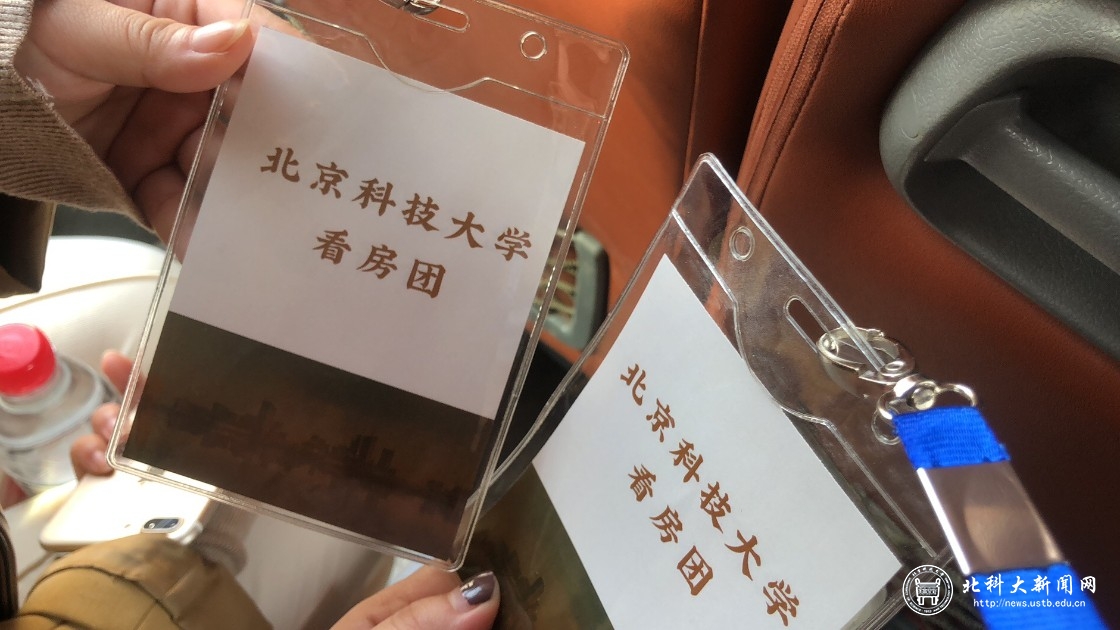 北京科技大学
看房团
北京科技大学
看房团
北科大新闻网
http://news.ustb.edu.cn